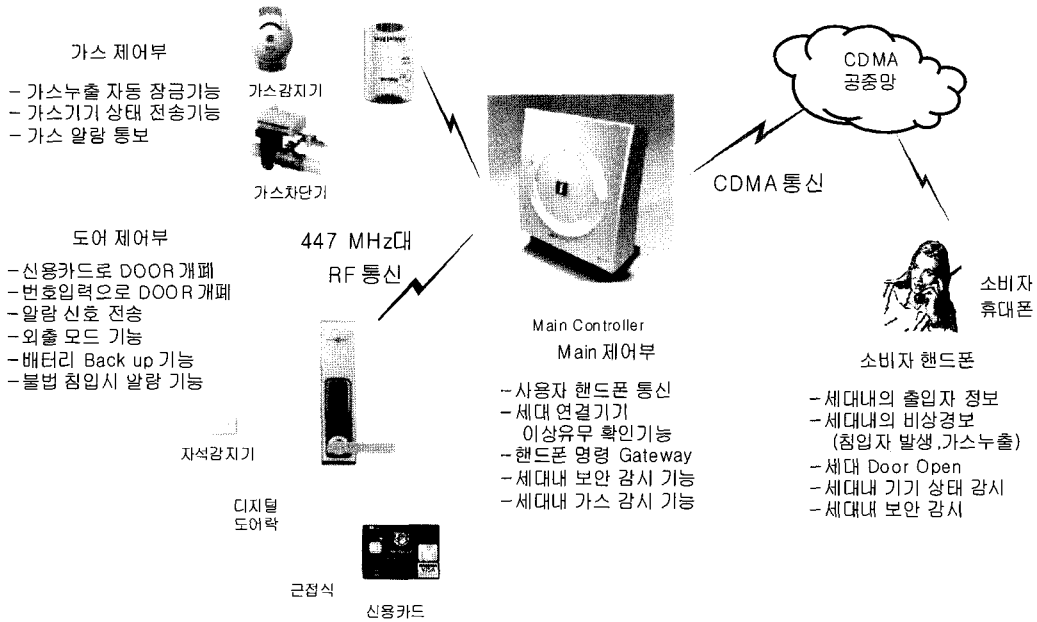 가스 제어부
- 가스누출 자동 잠금기능
- 가스기기 상태 전송기능
- 가스 알람 통보
가스감지기
가스차단기
도어 제어부
-신용카드로 DOOR개폐
-번호입력으로 DOOR개폐
-알람 신호 전송
-외출 모드 기능
-배터리 Back up 기능
-불법 침입시 알람 기능
447 MHz대
RF 통신
자석감지기
디지털
도어락
근접식
VISA
신용카드
Main Controller
Main 제어부
-사용자 핸드폰 통신
-세대 연결기기
이상유무 확인기능
-핸드폰 명령 Gateway
-세대내 보안 감시 기능
-세대내 가스 감시 기능
CDMA
공중망
CDMA 통신
소비자
휴대폰
소비자 핸드폰
-세대내의 출입자 정보
-세대내의 비상경보
(침입자 발생,가스누출)
-세대 Door Open
-세대내 기기 상태 감시
-세대내 보안 감시